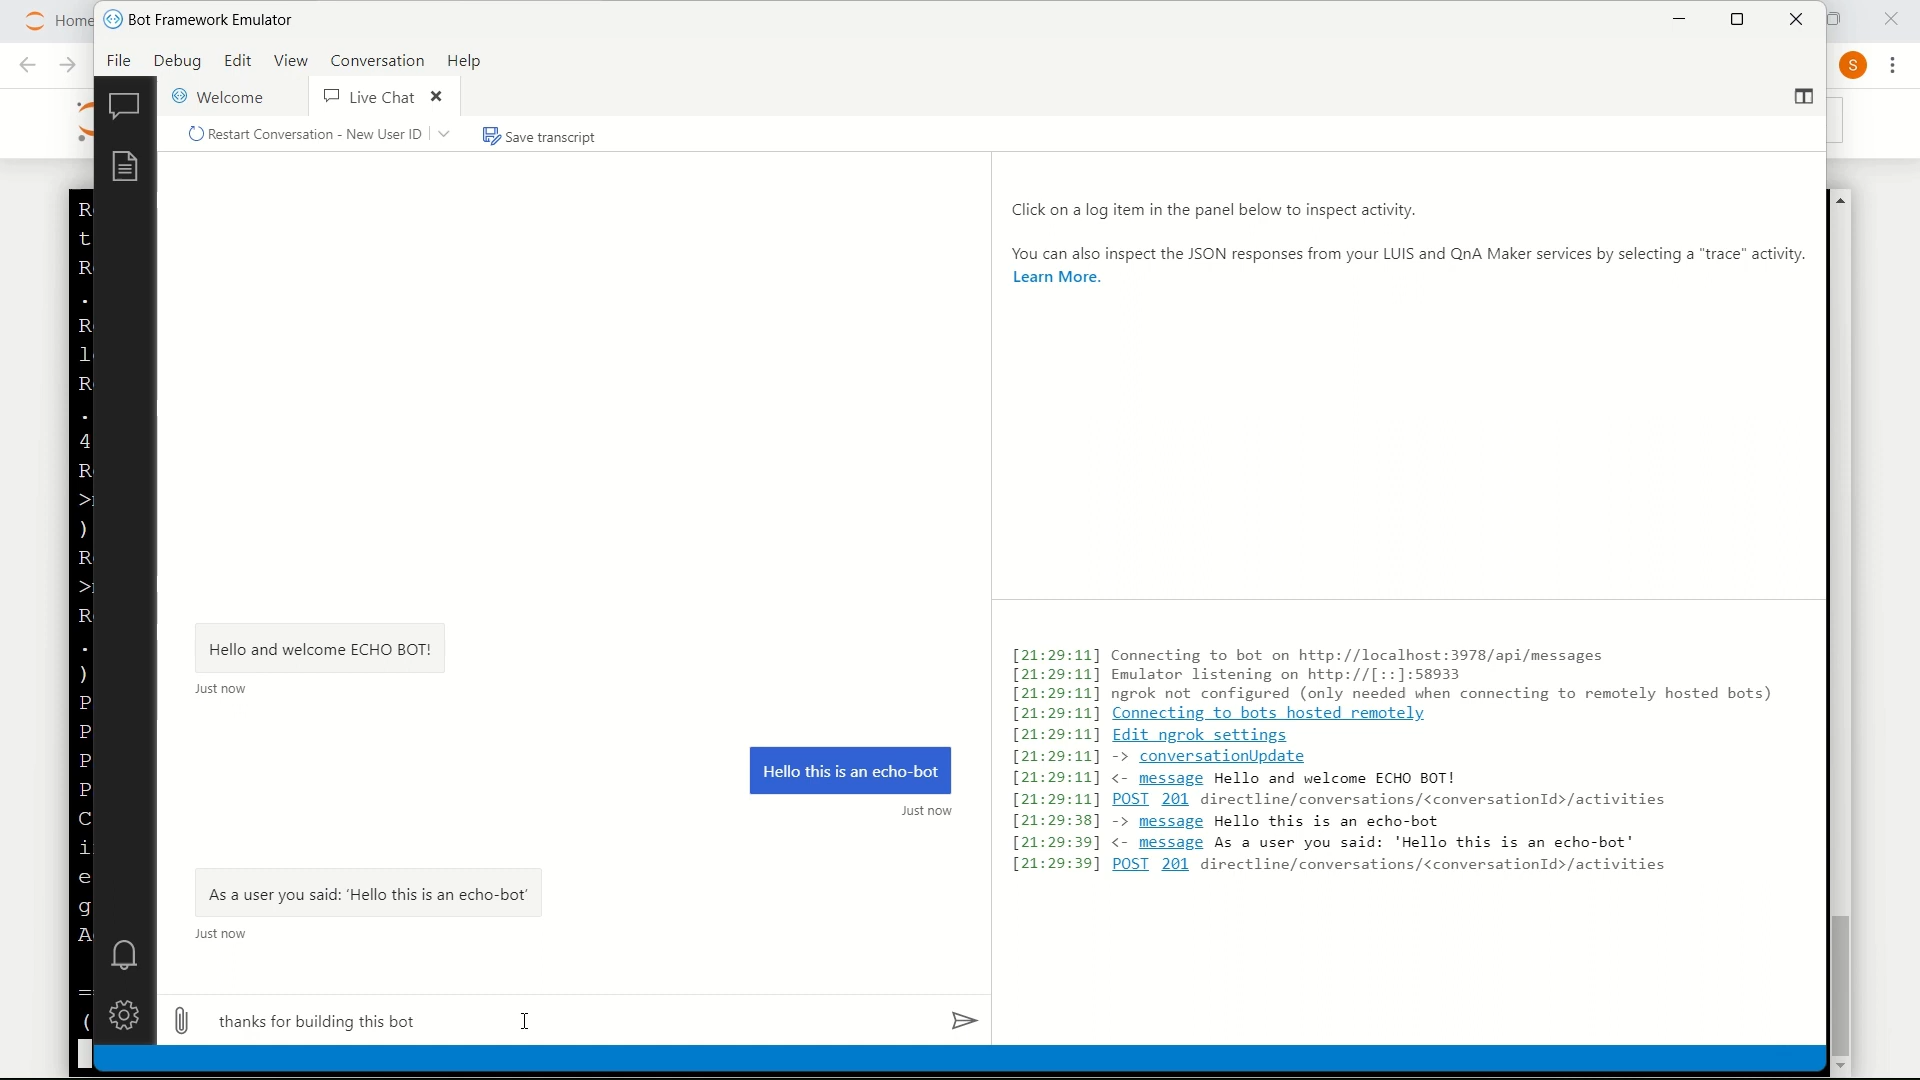 Home
Bot Framework Emulator
S
File Debug Edit View Conversation Help
Welcome
Live Chat
Restart Conversation - New User ID
Save transcript
Click on a log item in the panel below to inspect activity.
You can also inspect the JSON responses from your LUIS and QnA Maker services by selecting a "trace" activity.
Learn More.
Hello and welcome ECHO BOT!
Just now
Hello this is an echo-bot
Just now
As a user you said: 'Hello this is an echo-bot'
Just now
thanks for building this bot
[21:29:11] Connecting to bot on http://localhost:3978/api/messages
[21:29:11] Emulator listening on http://[::]:58933
[21:29:11] ngrok not configured (only needed when connecting to remotely hosted bots)
[21:29:11] Connecting to bots hosted remotely
[21:29:11] Edit ngrok settings
[21:29:11] -> conversationUpdate
[21:29:11] <- message Hello and welcome ECHO BOT!
[21:29:11] POST 201 directline/conversations/<conversationId>/activities
[21:29:38] -> message Hello this is an echo-bot
[21:29:39] <- message As a user you said: 'Hello this is an echo-bot'
[21:29:39] POST 201 directline/conversations/<conversationId>/activities